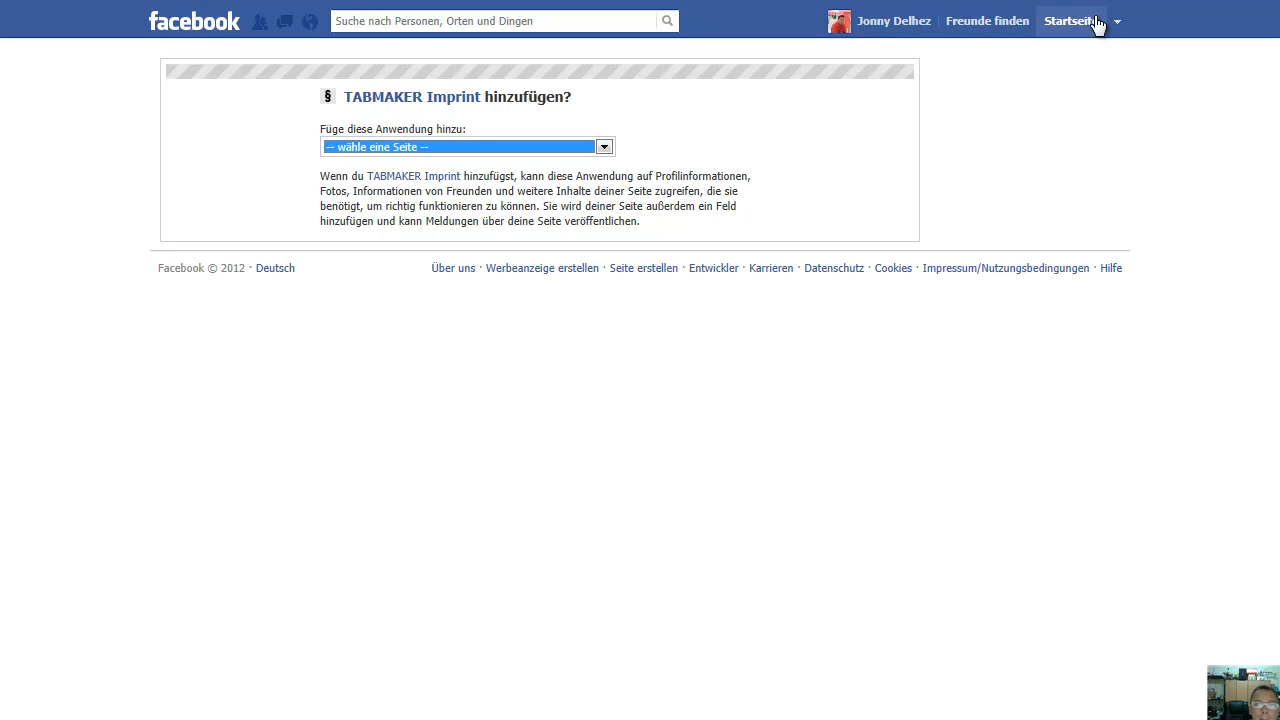 facebook Suche nach Personen, Orten und Dingen Jonny Delhez Freunde finden Startseite
§ TABMAKER Imprint hinzufügen?
Füge diese Anwendung hinzu:
-- wähle eine Seite --
Wenn du TABMAKER Imprint hinzufügst, kann diese Anwendung auf Profilinformationen,
Fotos, Informationen von Freunden und weitere Inhalte deiner Seite zugreifen, die sie
benötigt, um richtig funktionieren zu können. Sie wird deiner Seite außerdem ein Feld
hinzufügen und kann Meldungen über deine Seite veröffentlichen.
Facebook © 2012 · Deutsch Über uns · Werbeanzeige erstellen · Seite erstellen · Entwickler · Karrieren · Datenschutz · Cookies · Impressum/Nutzungsbedingungen · Hilfe